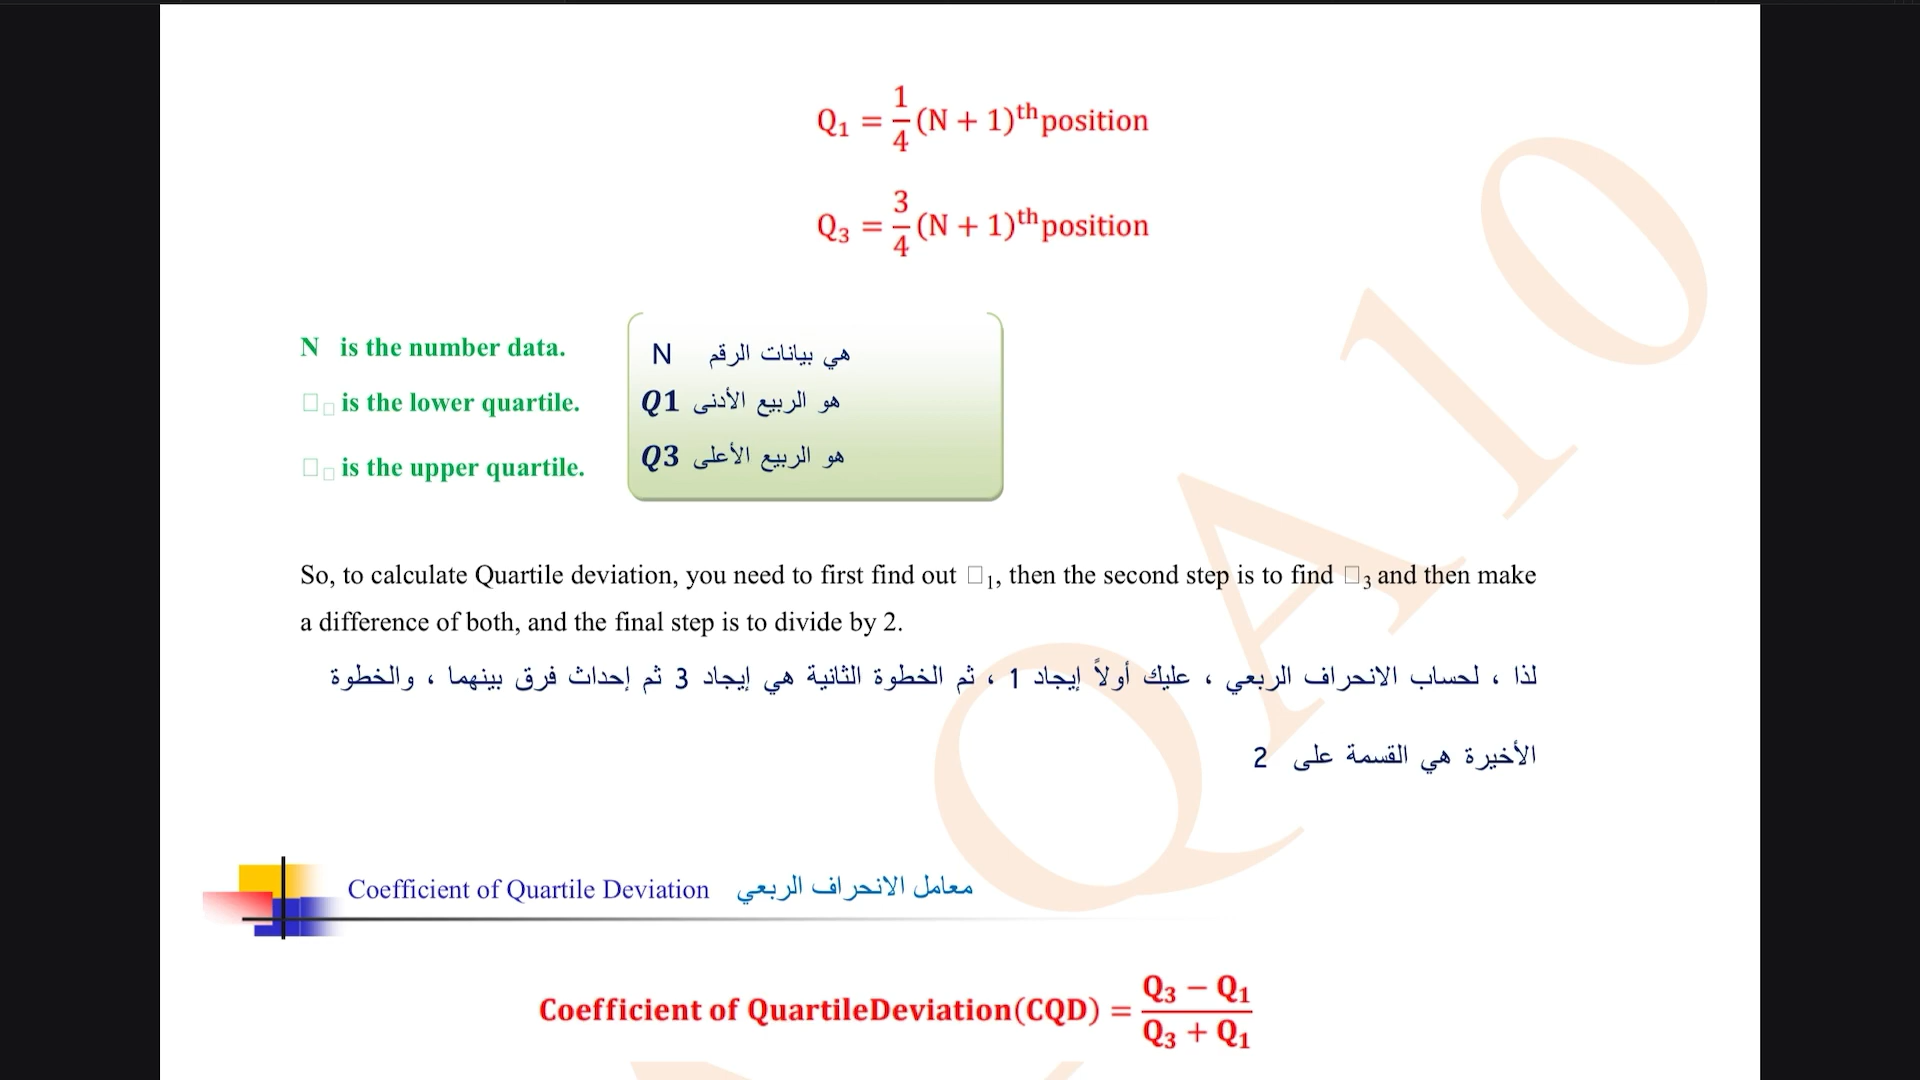 Q₁ = 1/4 (N + 1)ᵗʰ position
Q₃ = 3/4 (N + 1)ᵗʰ position
N is the number data.
□□ is the lower quartile.
□□ is the upper quartile.
N هي بيانات الرقم
Q1 هو الربيع الأدنى
Q3 هو الربيع الأعلى
So, to calculate Quartile deviation, you need to first find out □₁, then the second step is to find □₃ and then make
a difference of both, and the final step is to divide by 2.
لذا ، لحساب الانحراف الربعي ، عليك أولاً إيجاد 1 ، ثم الخطوة الثانية هي إيجاد 3 ثم إحداث فرق بينهما ، والخطوة
الأخيرة هي القسمة على 2
Coefficient of Quartile Deviation معامل الانحراف الربعي
Coefficient of QuartileDeviation(CQD) = (Q₃ − Q₁)/(Q₃ + Q₁)
QA10